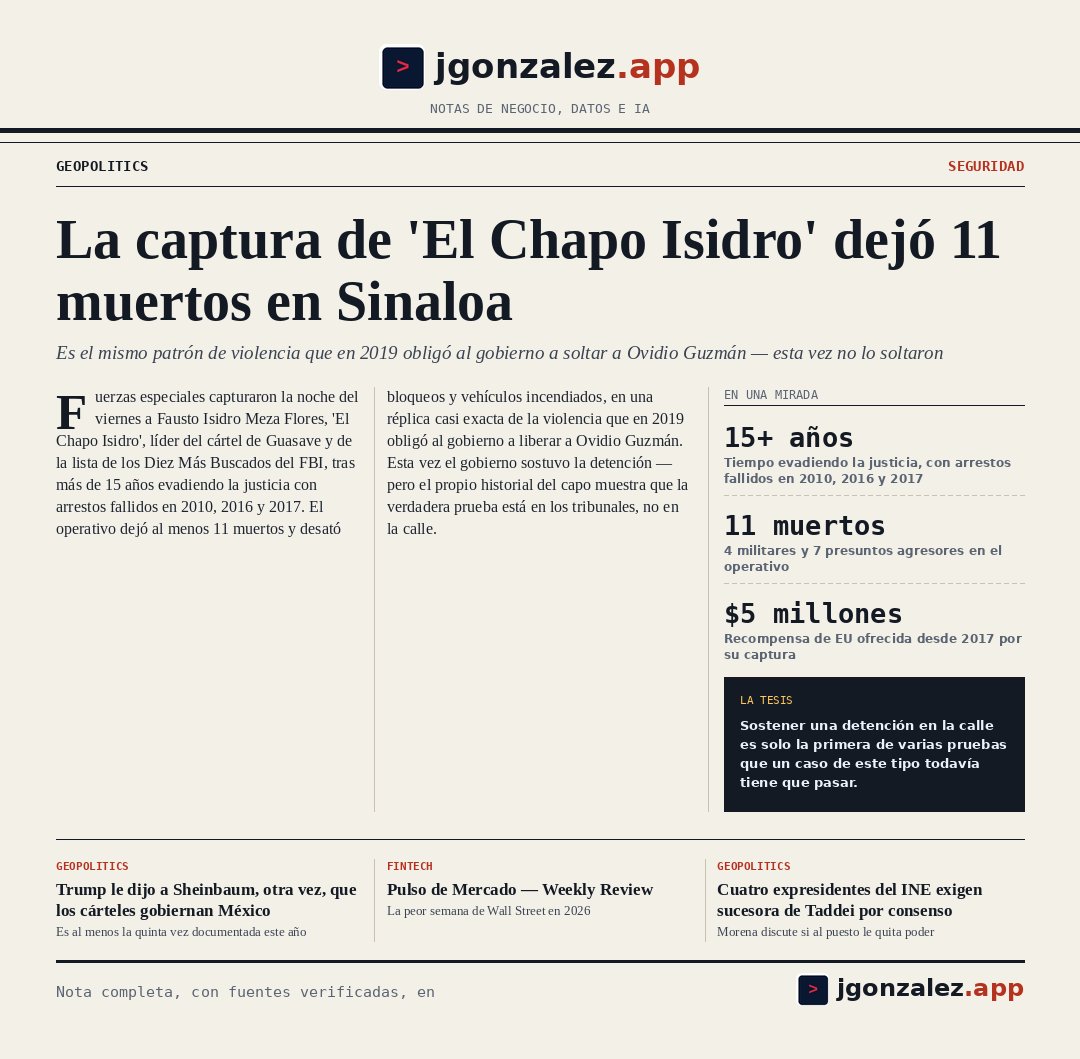 > jgonzalez.app
NOTAS DE NEGOCIO, DATOS E IA
GEOPOLITICS
SEGURIDAD
La captura de 'El Chapo Isidro' dejó 11
muertos en Sinaloa
Es el mismo patrón de violencia que en 2019 obligó al gobierno a soltar a Ovidio Guzmán — esta vez no lo soltaron
Fuerzas especiales capturaron la noche del
viernes a Fausto Isidro Meza Flores, 'El
Chapo Isidro', líder del cártel de Guasave y de
la lista de los Diez Más Buscados del FBI, tras
más de 15 años evadiendo la justicia con
arrestos fallidos en 2010, 2016 y 2017. El
operativo dejó al menos 11 muertos y desató
bloqueos y vehículos incendiados, en una
réplica casi exacta de la violencia que en 2019
obligó al gobierno a liberar a Ovidio Guzmán.
Esta vez el gobierno sostuvo la detención —
pero el propio historial del capo muestra que la
verdadera prueba está en los tribunales, no en
la calle.
EN UNA MIRADA
15+ años
Tiempo evadiendo la justicia, con arrestos
fallidos en 2010, 2016 y 2017
11 muertos
4 militares y 7 presuntos agresores en el
operativo
$5 millones
Recompensa de EU ofrecida desde 2017 por
su captura
LA TESIS
Sostener una detención en la calle
es solo la primera de varias pruebas
que un caso de este tipo todavía
tiene que pasar.
GEOPOLITICS
Trump le dijo a Sheinbaum, otra vez, que
los cárteles gobiernan México
Es al menos la quinta vez documentada este año
FINTECH
Pulso de Mercado — Weekly Review
La peor semana de Wall Street en 2026
GEOPOLITICS
Cuatro expresidentes del INE exigen
sucesora de Taddei por consenso
Morena discute si al puesto le quita poder
Nota completa, con fuentes verificadas, en
> jgonzalez.app